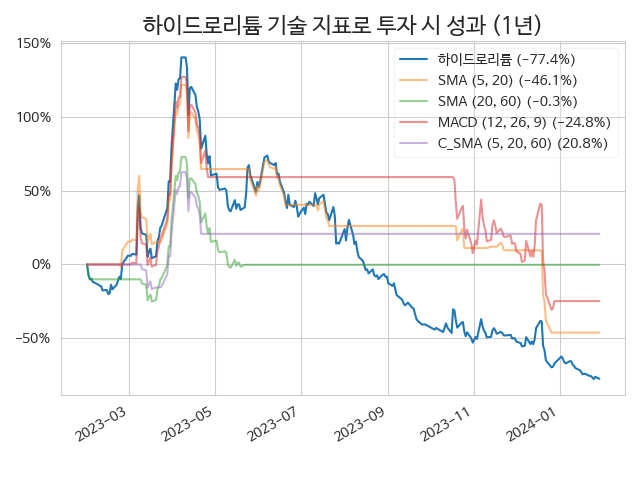 하이드로리튬 기술 지표로 투자 시 성과 (1년)
하이드로리튬 (−77.4%)
SMA (5, 20) (−46.1%)
SMA (20, 60) (−0.3%)
MACD (12, 26, 9) (−24.8%)
C_SMA (5, 20, 60) (20.8%)
150%
100%
50%
0%
−50%
2023−03
2023−05
2023−07
2023−09
2023−11
2024−01